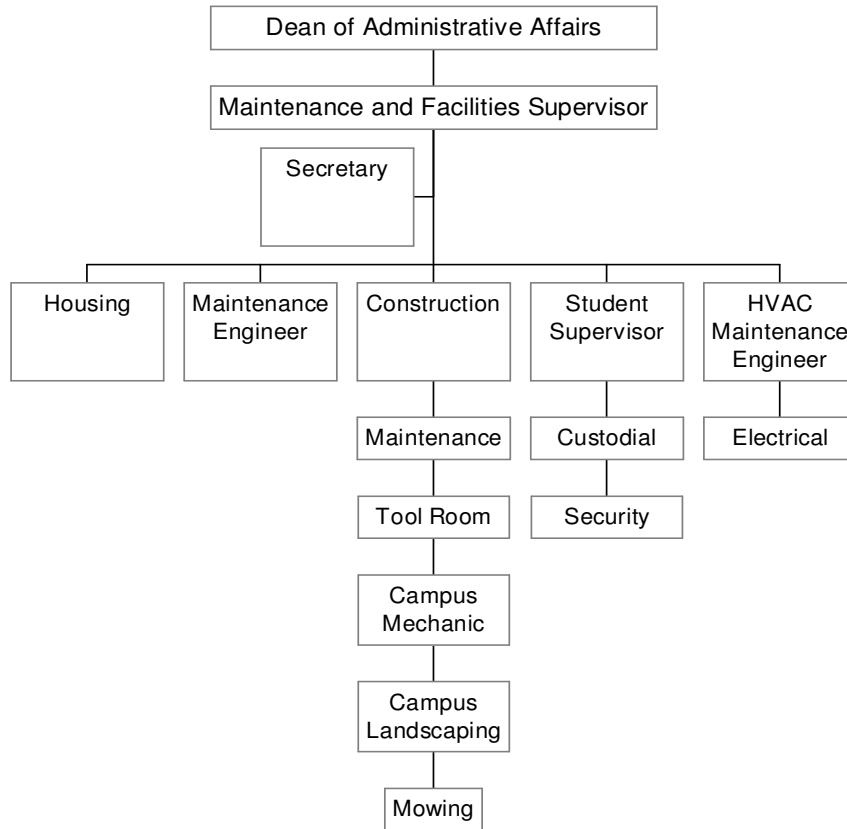 Dean of Administrative Affairs
Maintenance and Facilities Supervisor
Secretary
Housing
Maintenance
Engineer
Construction
Student
Supervisor
HVAC
Maintenance
Engineer
Maintenance
Custodial
Electrical
Tool Room
Security
Campus
Mechanic
Campus
Landscaping
Mowing